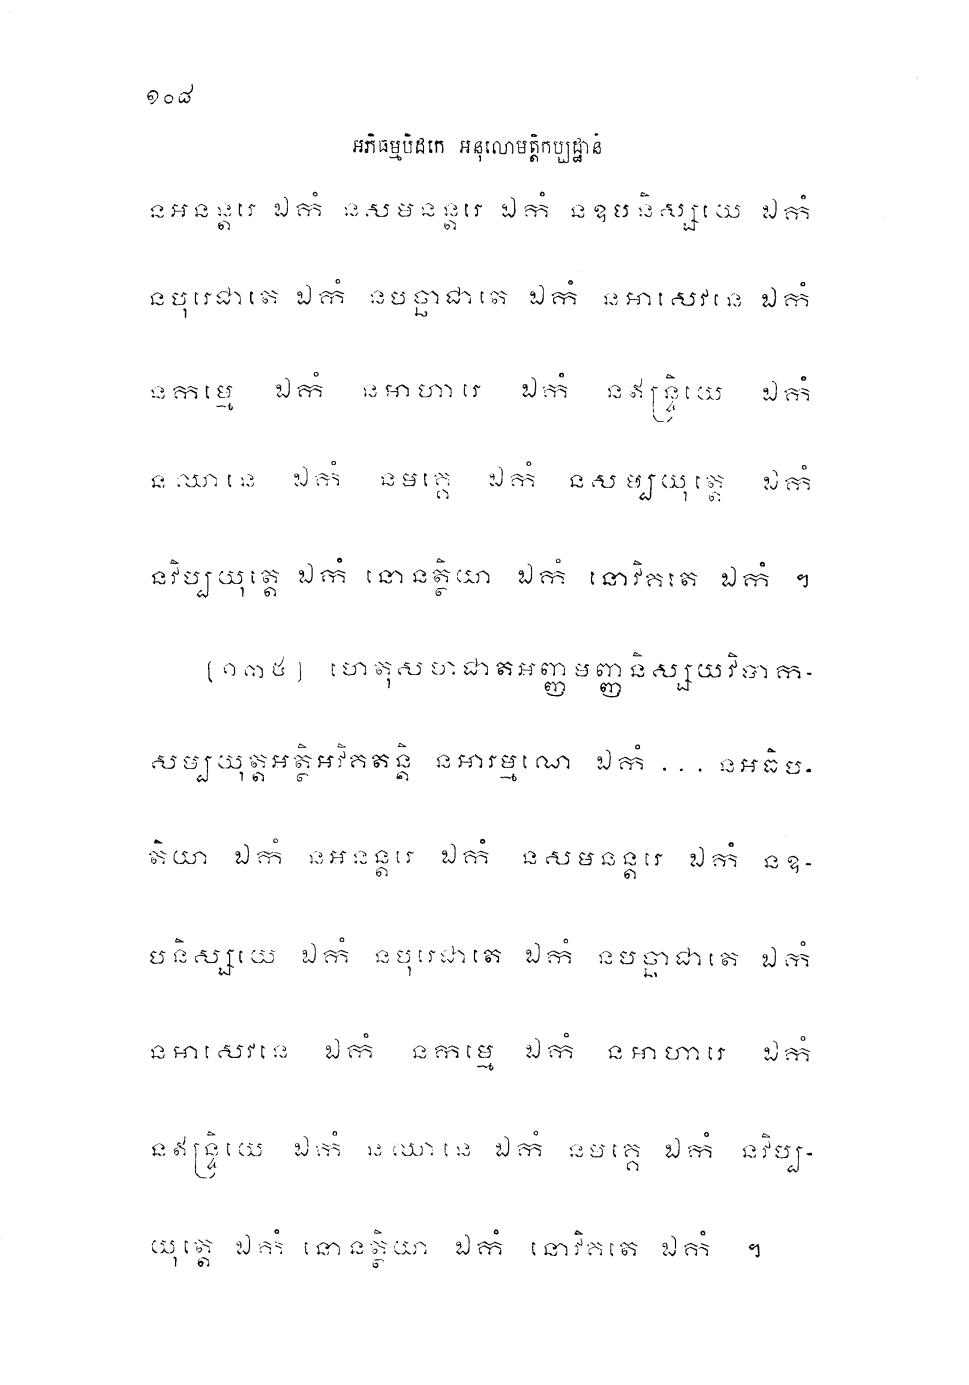 ១០៨
អភិធម្មបិដកេ អនុលោមត្តិកប្បដ្ឋានំ
នអនន្តរេ ឯកំ នសមនន្តរេ ឯកំ នឧបនិស្សយេ ឯកំ
នបុរេជាតេ ឯកំ នបច្ឆាជាតេ ឯកំ នអាសេវនេ ឯកំ
នកម្មេ ឯកំ នអាហារេ ឯកំ នឥន្ទ្រិយេ ឯកំ
នឈានេ ឯកំ នមគ្គេ ឯកំ នសម្បយុត្តេ ឯកំ
នវិប្បយុត្តេ ឯកំ នោនត្ថិយា ឯកំ នោវិគតេ ឯកំ ។
[១៣៥] ហេតុសហជាតអញ្ញមញ្ញនិស្សយវិបាក-
សម្បយុត្តអត្ថិអវិគតន្តិ នអារម្មណេ ឯកំ ... នអធិប-
តិយា ឯកំ នអនន្តរេ ឯកំ នសមនន្តរេ ឯកំ នឧ-
បនិស្សយេ ឯកំ នបុរេជាតេ ឯកំ នបច្ឆាជាតេ ឯកំ
នអាសេវនេ ឯកំ នកម្មេ ឯកំ នអាហារេ ឯកំ
នឥន្ទ្រិយេ ឯកំ នឈានេ ឯកំ នមគ្គេ ឯកំ នវិប្ប-
យុត្តេ ឯកំ នោនត្ថិយា ឯកំ នោវិគតេ ឯកំ ។